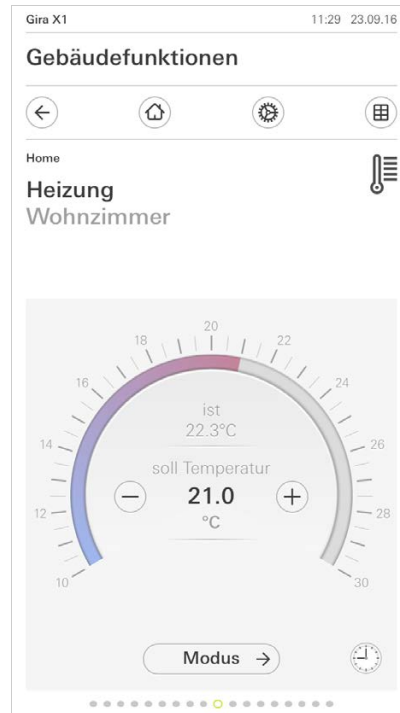 Gira X1 11:29 23.09.16
Gebäudefunktionen
Home
Heizung
Wohnzimmer
20
18 22
16 24
ist
22.3°C
14 26
soll Temperatur
21.0
12 28
°C
10 30
Modus